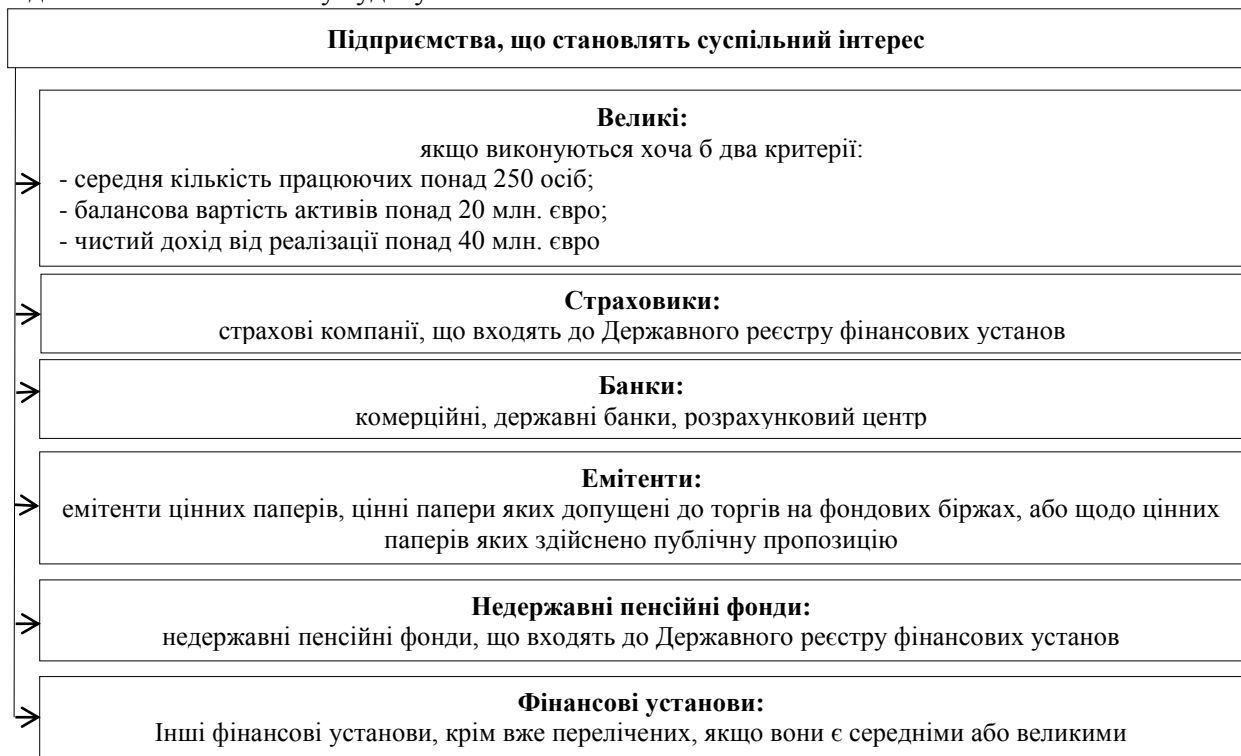 Підприємства, що становлять суспільний інтерес
Великі:
якщо виконуються хоча б два критерії:
- середня кількість працюючих понад 250 осіб;
- балансова вартість активів понад 20 млн. євро;
- чистий дохід від реалізації понад 40 млн. євро
Страховики:
страхові компанії, що входять до Державного реєстру фінансових установ
Банки:
комерційні, державні банки, розрахунковий центр
Емітенти:
емітенти цінних паперів, цінні папери яких допущені до торгів на фондових біржах, або щодо цінних
паперів яких здійснено публічну пропозицію
Недержавні пенсійні фонди:
недержавні пенсійні фонди, що входять до Державного реєстру фінансових установ
Фінансові установи:
Інші фінансові установи, крім вже перелічених, якщо вони є середніми або великими